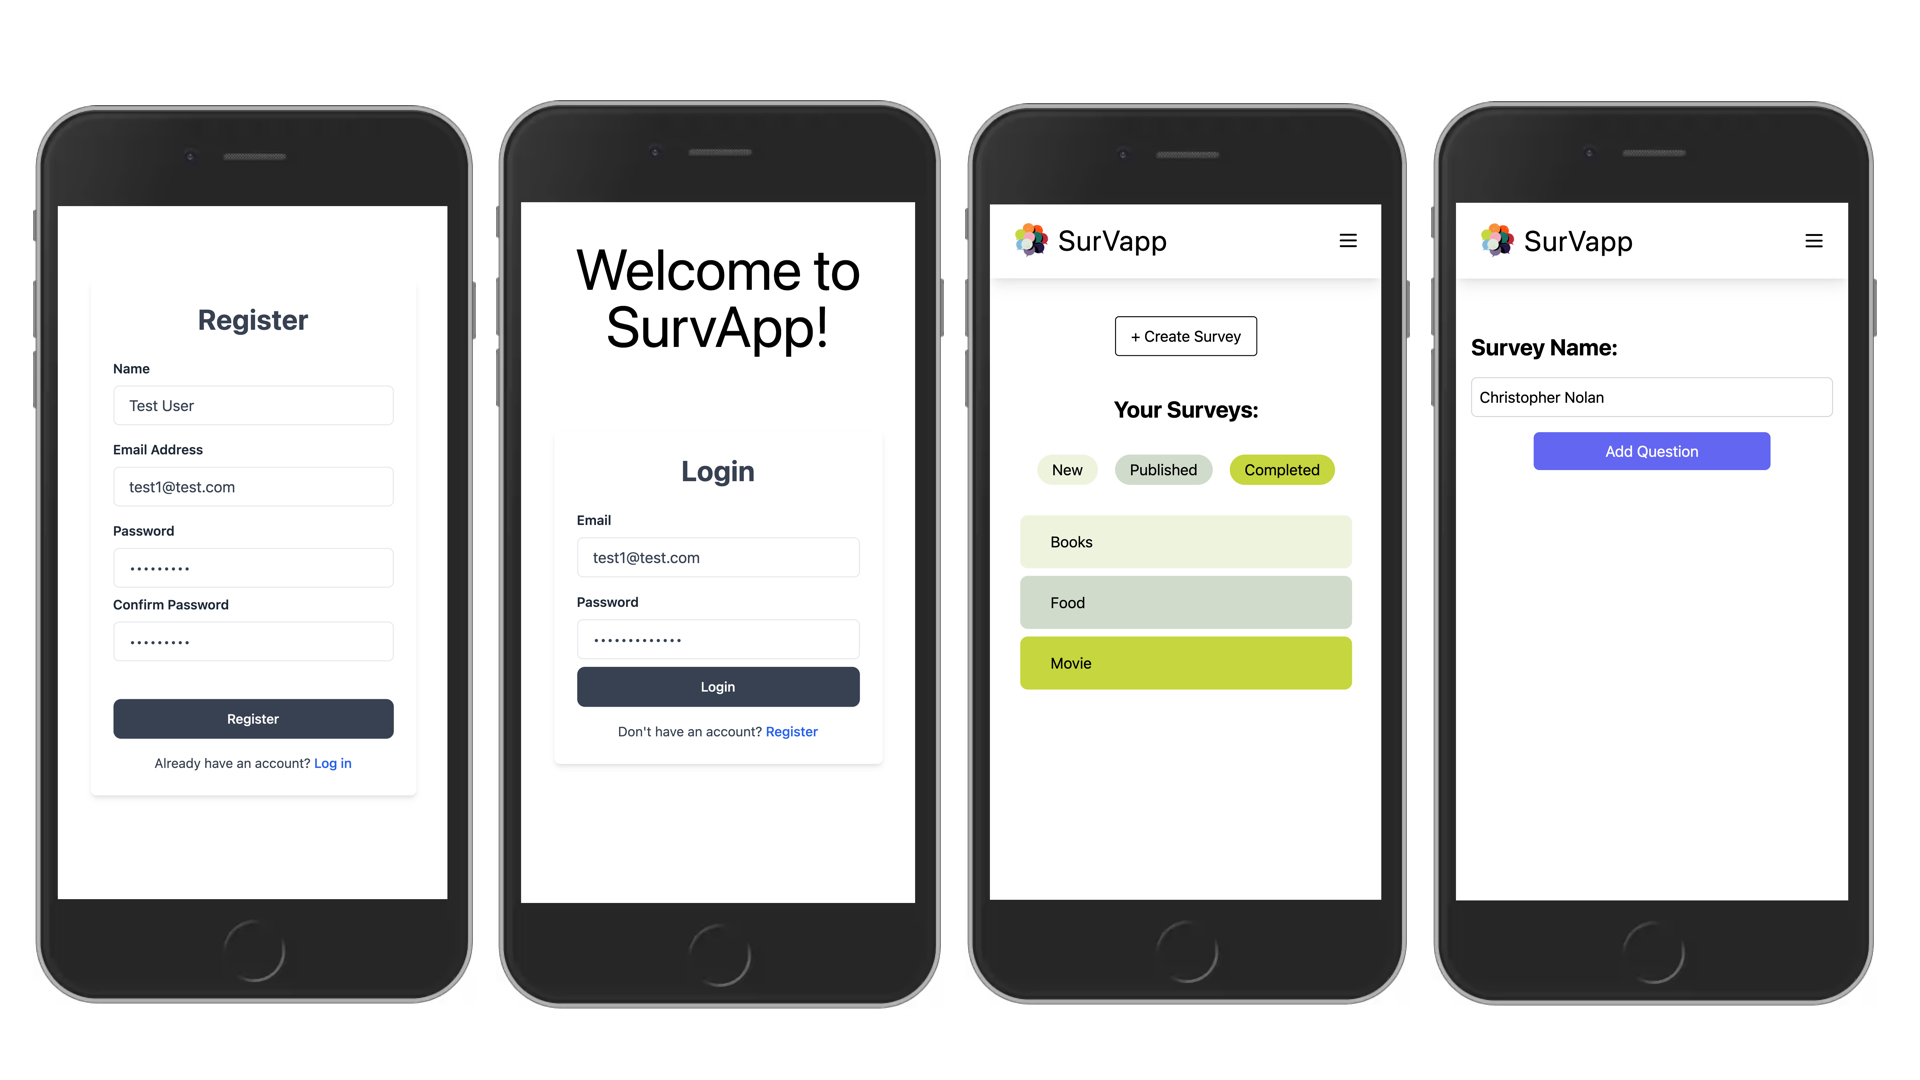 Register
Name
Test User
Email Address
test1@test.com
Password
•••••••••
Confirm Password
•••••••••
Register
Already have an account? Log in
Welcome to
SurvApp!
Login
Email
test1@test.com
Password
•••••••••••••
Login
Don't have an account? Register
SurVapp
+ Create Survey
Your Surveys:
New Published Completed
Books
Food
Movie
SurVapp
Survey Name:
Christopher Nolan
Add Question